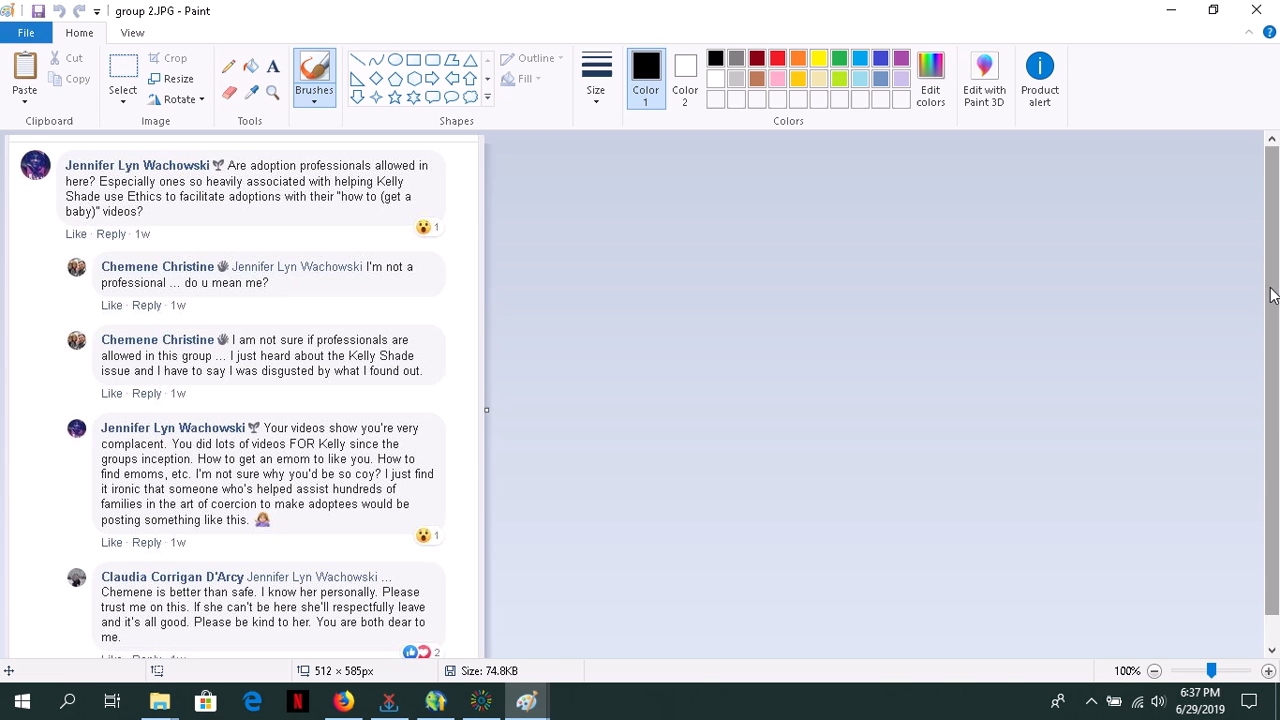 group 2.JPG - Paint
File
Home
View
Paste
Cut
Copy
Clipboard
Select
Crop
Resize
Rotate
Image
A
Tools
Brushes
Outline
Fill
Shapes
Size
Color
1
Color
2
Colors
Edit
colors
Edit with
Paint 3D
Product
alert
Jennifer Lyn Wachowski Are adoption professionals allowed in
here? Especially ones so heavily associated with helping Kelly
Shade use Ethics to facilitate adoptions with their "how to (get a
baby)" videos?
1
Like · Reply · 1w
Chemene Christine Jennifer Lyn Wachowski I'm not a
professional ... do u mean me?
Like · Reply · 1w
Chemene Christine I am not sure if professionals are
allowed in this group ... I just heard about the Kelly Shade
issue and I have to say I was disgusted by what I found out.
Like · Reply · 1w
Jennifer Lyn Wachowski Your videos show you're very
complacent. You did lots of videos FOR Kelly since the
groups inception. How to get an emom to like you. How to
find emoms, etc. I'm not sure why you'd be so coy? I just find
it ironic that someone who's helped assist hundreds of
families in the art of coercion to make adoptees would be
posting something like this.
1
Like · Reply · 1w
Claudia Corrigan D'Arcy Jennifer Lyn Wachowski ...
Chemene is better than safe. I know her personally. Please
trust me on this. If she can't be here she'll respectfully leave
and it's all good. Please be kind to her. You are both dear to
me.
2
Like · Reply · 1w
512 × 585px
Size: 74.8KB
100%
6:37 PM
6/29/2019